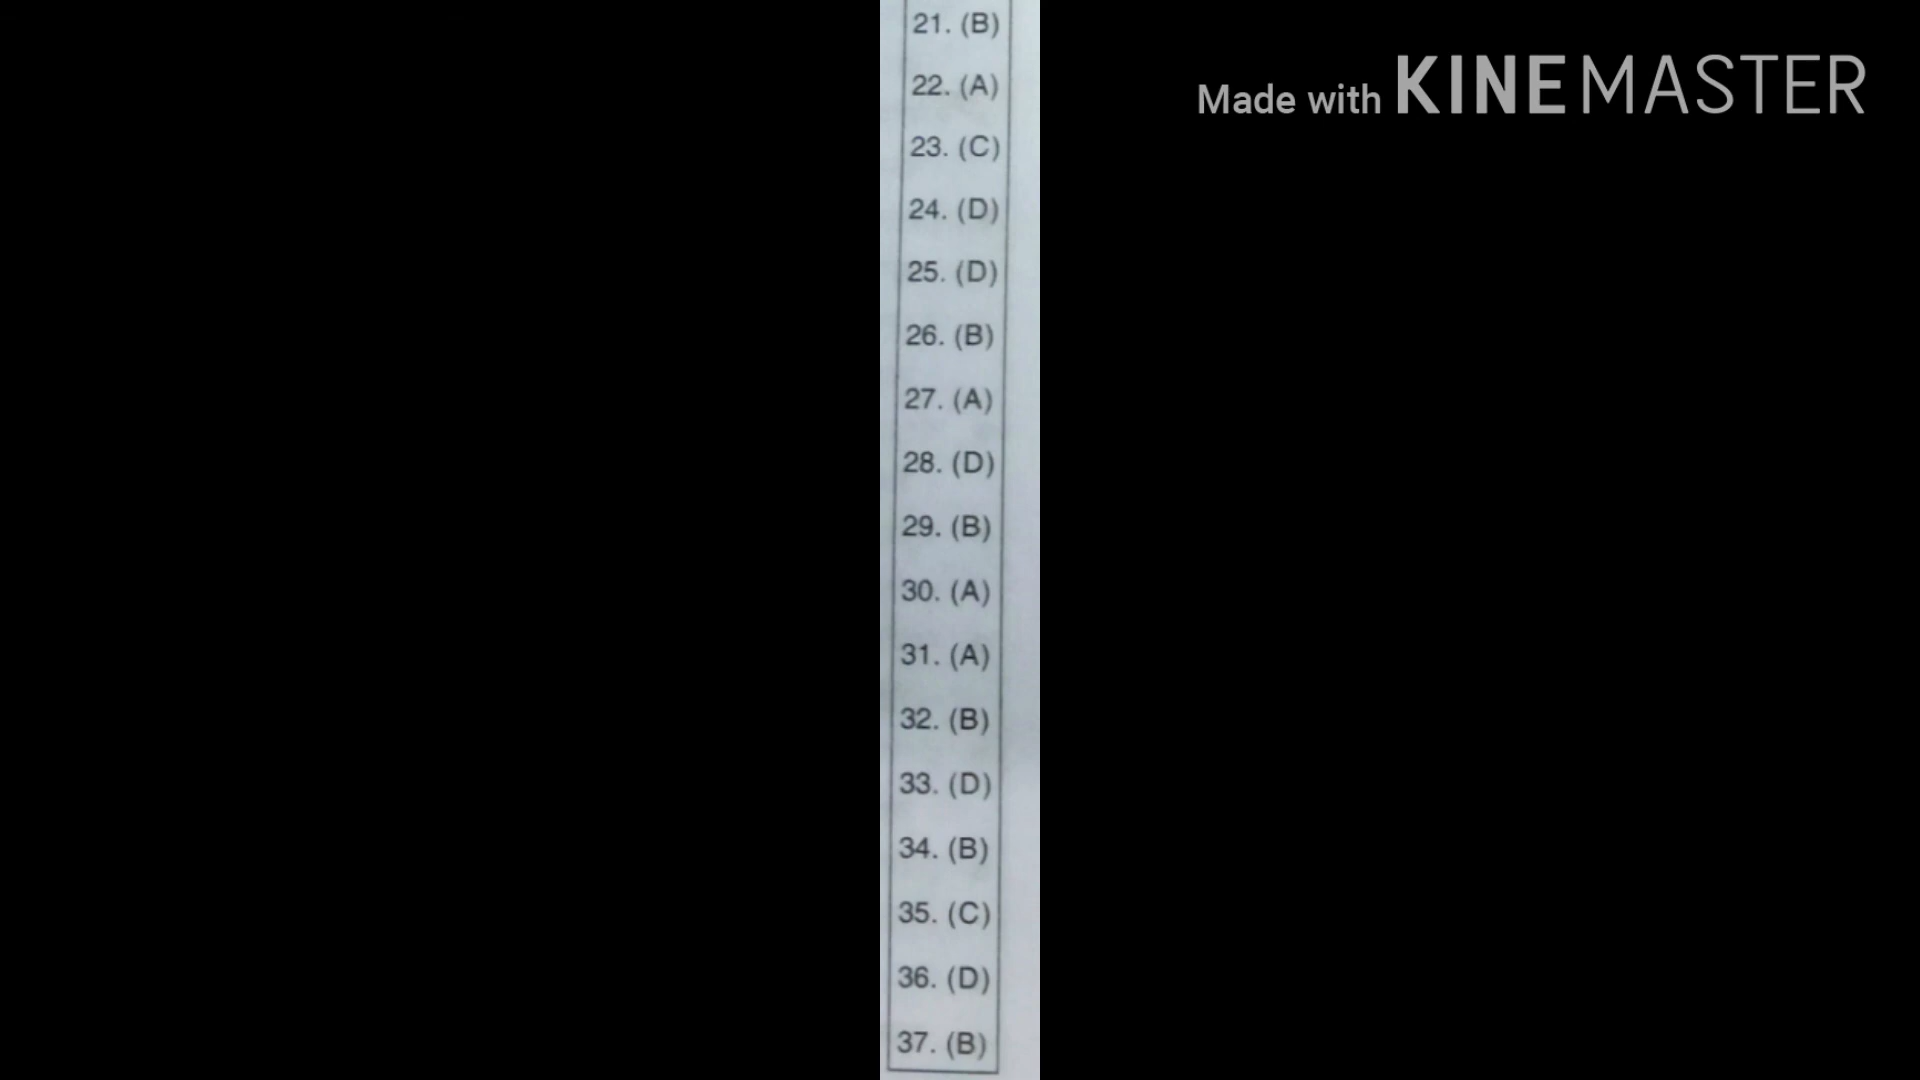 21. (B)
22. (A)
23. (C)
24. (D)
25. (D)
26. (B)
27. (A)
28. (D)
29. (B)
30. (A)
31. (A)
32. (B)
33. (D)
34. (B)
35. (C)
36. (D)
37. (B)
Made with KINEMASTER